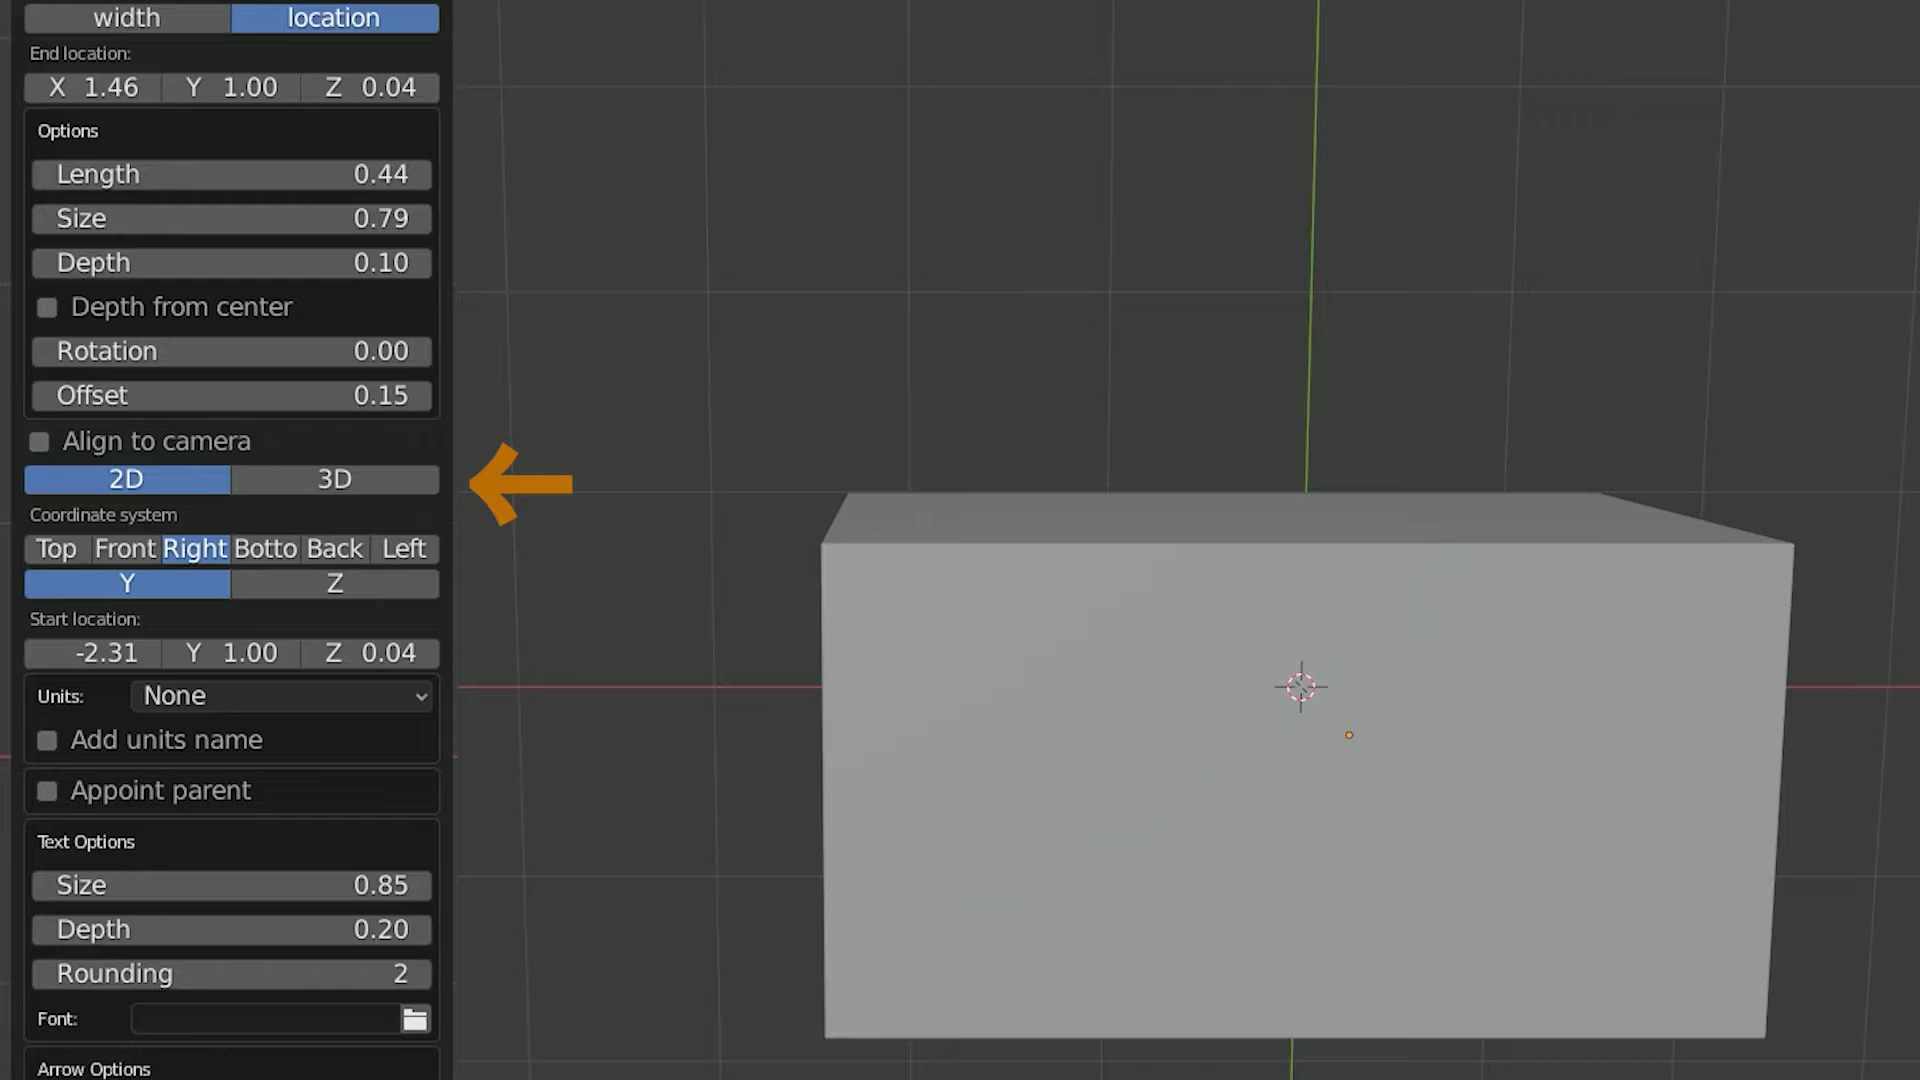 width location
End location:
X 1.46 Y 1.00 Z 0.04
Options
Length 0.44
Size 0.79
Depth 0.10
Depth from center
Rotation 0.00
Offset 0.15
Align to camera
2D 3D
Coordinate system
Top Front Right Botto Back Left
Y Z
Start location:
-2.31 Y 1.00 Z 0.04
Units: None
Add units name
Appoint parent
Text Options
Size 0.85
Depth 0.20
Rounding 2
Font:
Arrow Options